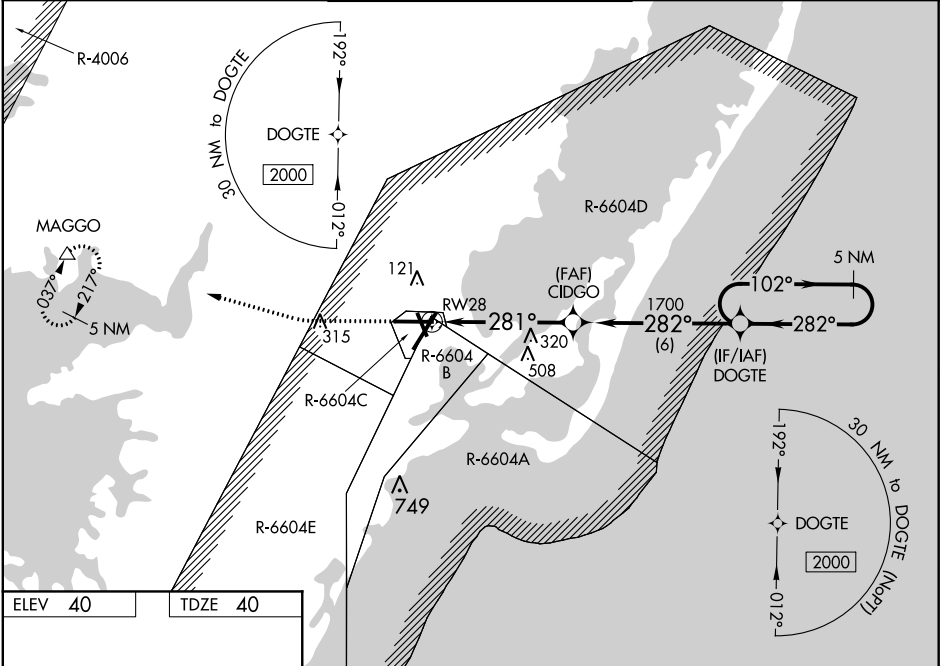 R-4006
30 NM to DOGTE
192°
DOGTE
2000
012°
R-6604D
MAGGO
037°
217°
5 NM
121
(FAF)
CIDGO
5 NM
102°
RW28
281°
1700
282°
(6)
282°
315
320
508
R-6604
B
(IF/IAF)
DOGTE
R-6604C
R-6604A
30 NM to DOGTE (NoPT)
192°
749
R-6604E
DOGTE
2000
012°
ELEV 40
TDZE 40